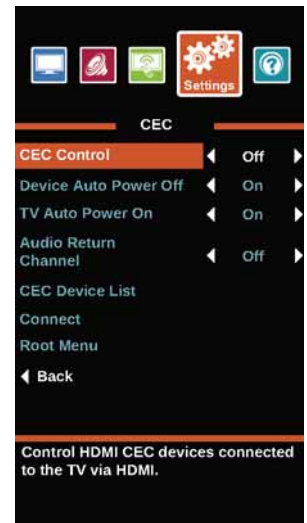 Settings
CEC
CEC Control Off
Device Auto Power Off On
TV Auto Power On On
Audio Return
Channel Off
CEC Device List
Connect
Root Menu
Back
Control HDMI CEC devices connected
to the TV via HDMI.